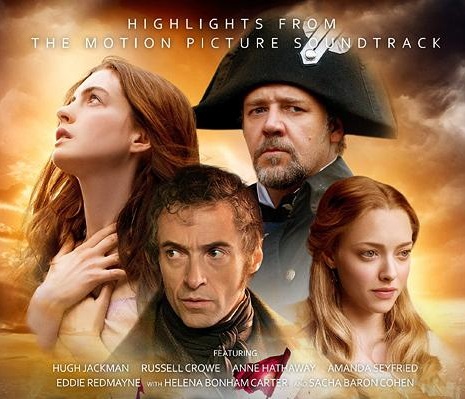 HIGHLIGHTS FROM
THE MOTION PICTURE SOUNDTRACK
FEATURING
HUGH JACKMAN RUSSELL CROWE ANNE HATHAWAY AMANDA SEYFRIED
EDDIE REDMAYNE WITH HELENA BONHAM CARTER AND SACHA BARON COHEN